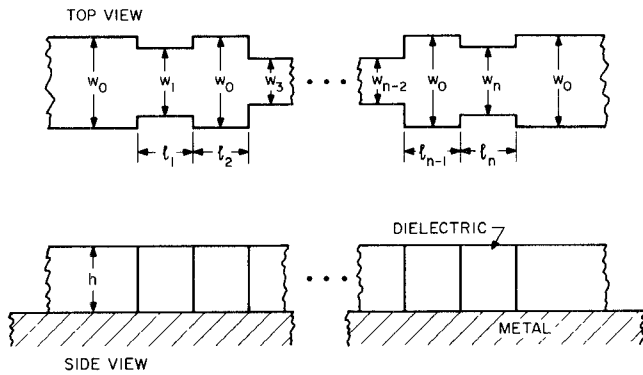 TOP VIEW
w₀ w₁ w₀ w₃ • • • wₙ₋₂ w₀ wₙ w₀
ℓ₁ ℓ₂ ℓₙ₋₁ ℓₙ
DIELECTRIC
h • • •
METAL
SIDE VIEW